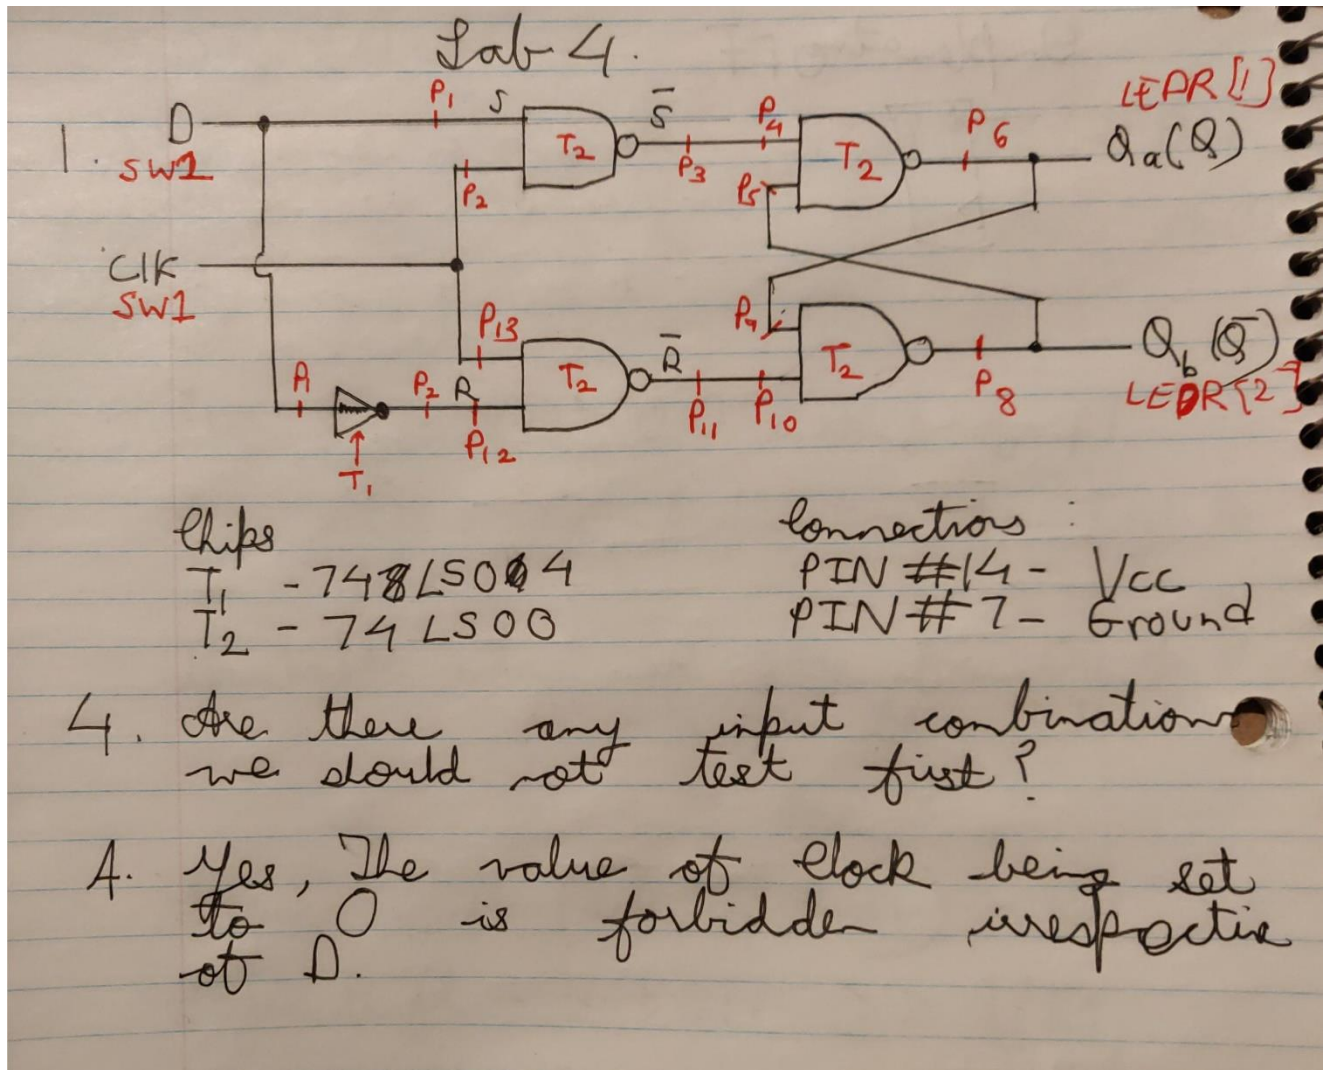 Lab 4.
LEDR[1]
1. D P1 S S̄ P4 P6 Qa(Q)
SW1 P2 T2 P3 P5 T2
Clk
SW1
P13 R̄ P9 Qb (Q̄)
A P2 R T2 T2 LEDR[2]
P12 P11 P10 P8
T1
Chips Connections :
T1 - 74LS04 PIN #14 - Vcc
T2 - 74LS00 PIN #7 - Ground
4. Are there any input combinations
we should not test first?
A. Yes, The value of Clock being set
to 0 is forbidden irrespective
of D.